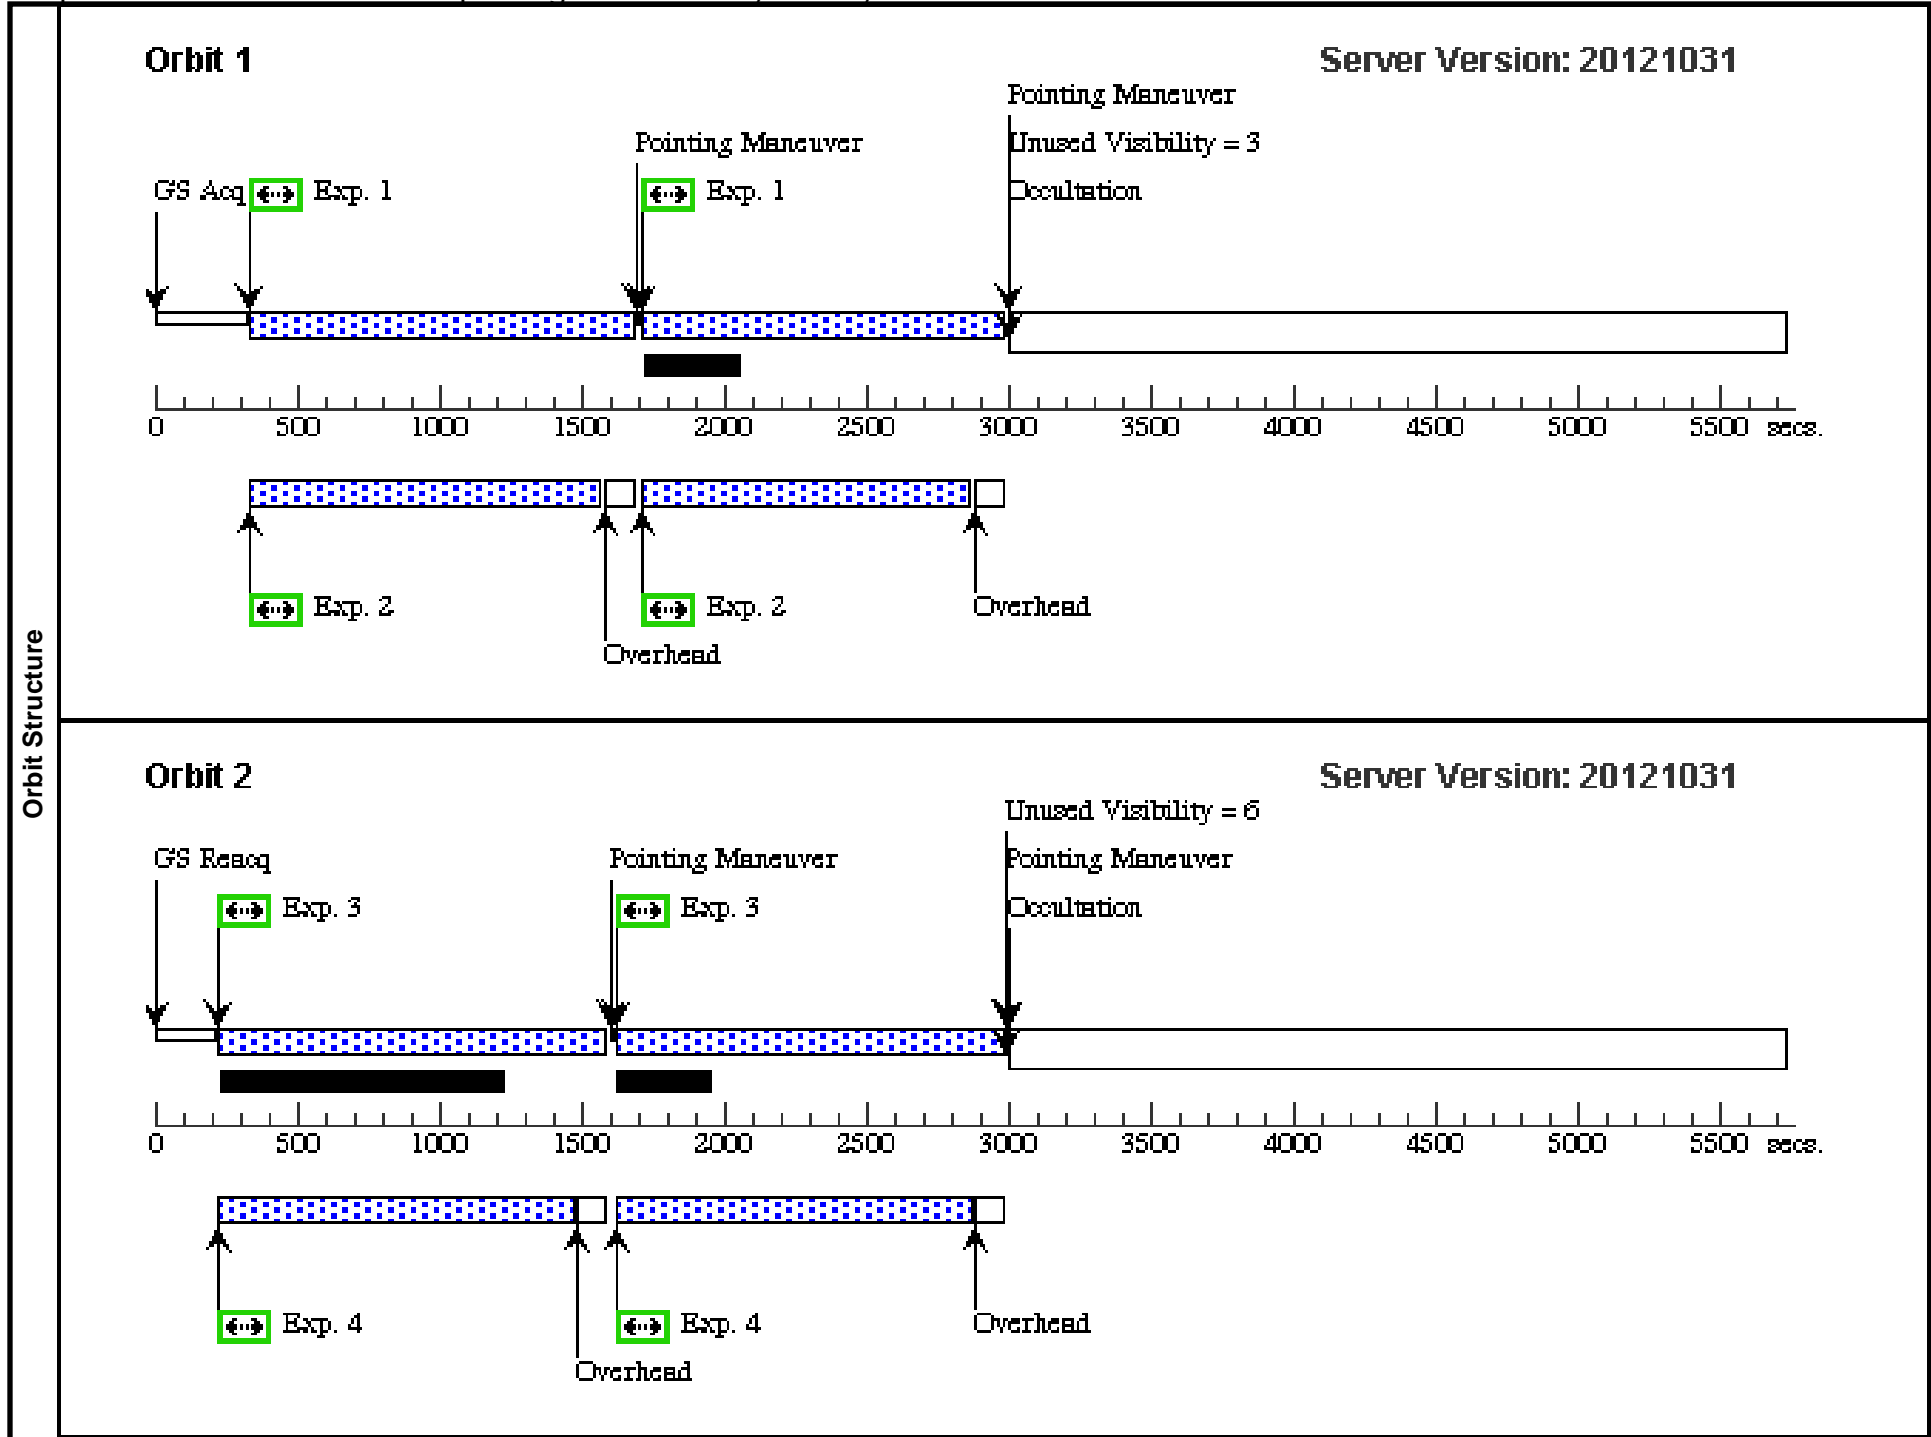 Orbit Structure
Orbit 1
Server Version: 20121031
Pointing Maneuver
Pointing Maneuver
Unused Visibility = 3
GS Acq
Exp. 1
Exp. 1
Occultation
0 500 1000 1500 2000 2500 3000 3500 4000 4500 5000 5500 secs.
Exp. 2
Exp. 2
Overhead
Overhead
Orbit 2
Server Version: 20121031
Unused Visibility = 6
GS Reacq
Pointing Maneuver
Pointing Maneuver
Exp. 3
Exp. 3
Occultation
0 500 1000 1500 2000 2500 3000 3500 4000 4500 5000 5500 secs.
Exp. 4
Exp. 4
Overhead
Overhead